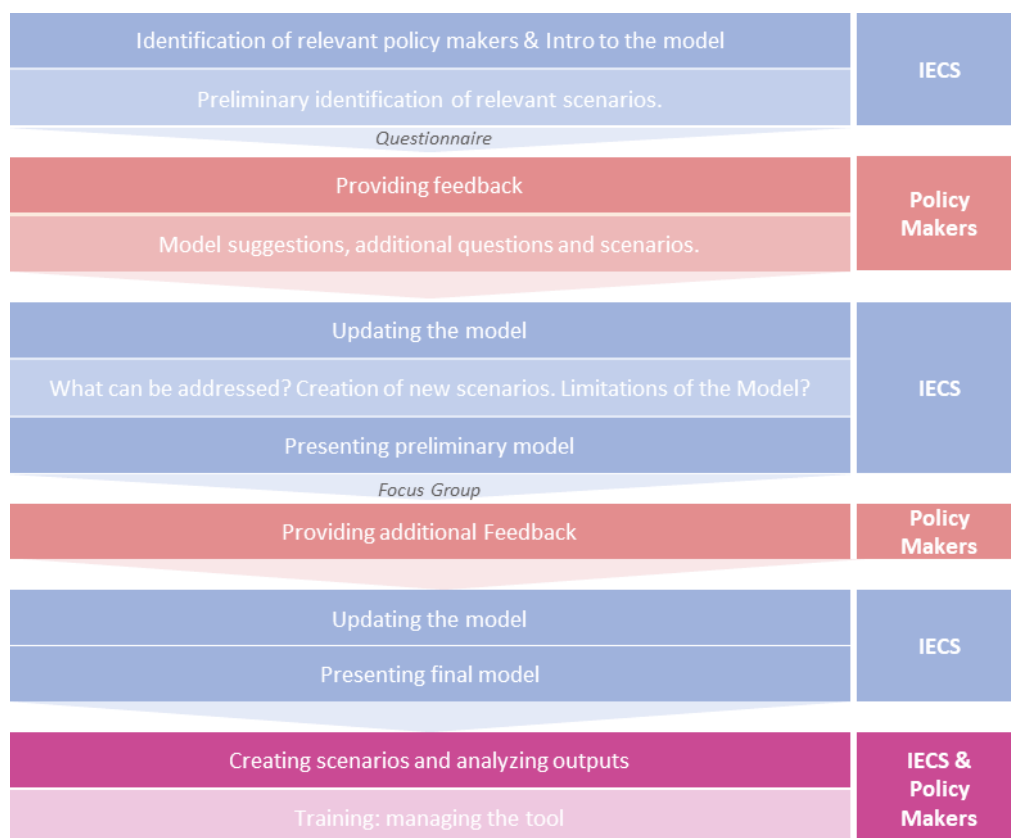 Identification of relevant policy makers & Intro to the model
IECS
Preliminary identification of relevant scenarios.
Questionnaire
Providing feedback
Policy
Makers
Model suggestions, additional questions and scenarios.
Updating the model
What can be addressed? Creation of new scenarios. Limitations of the Model?
IECS
Presenting preliminary model
Focus Group
Providing additional Feedback
Policy
Makers
Updating the model
IECS
Presenting final model
Creating scenarios and analyzing outputs
IECS &
Policy
Makers
Training: managing the tool